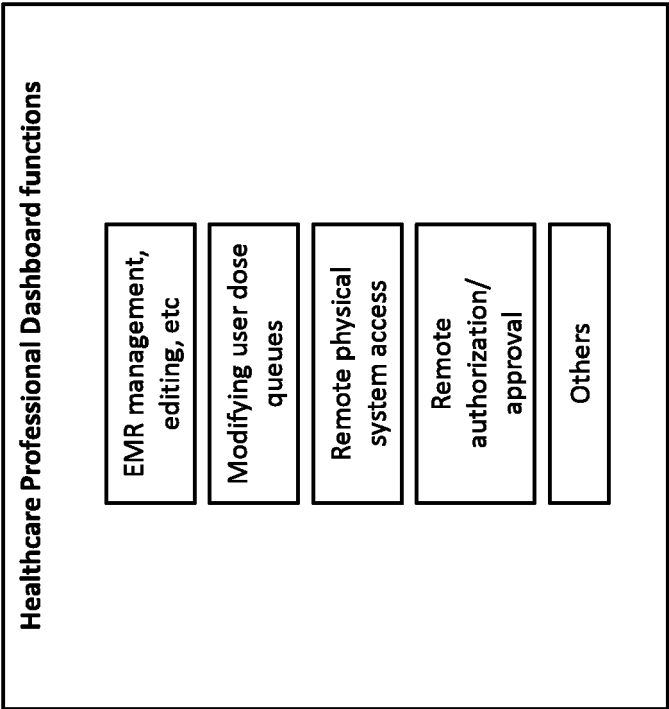 Healthcare Professional Dashboard functions
EMR management,
editing, etc
Modifying user dose
queues
Remote physical
system access
Remote
authorization/
approval
Others